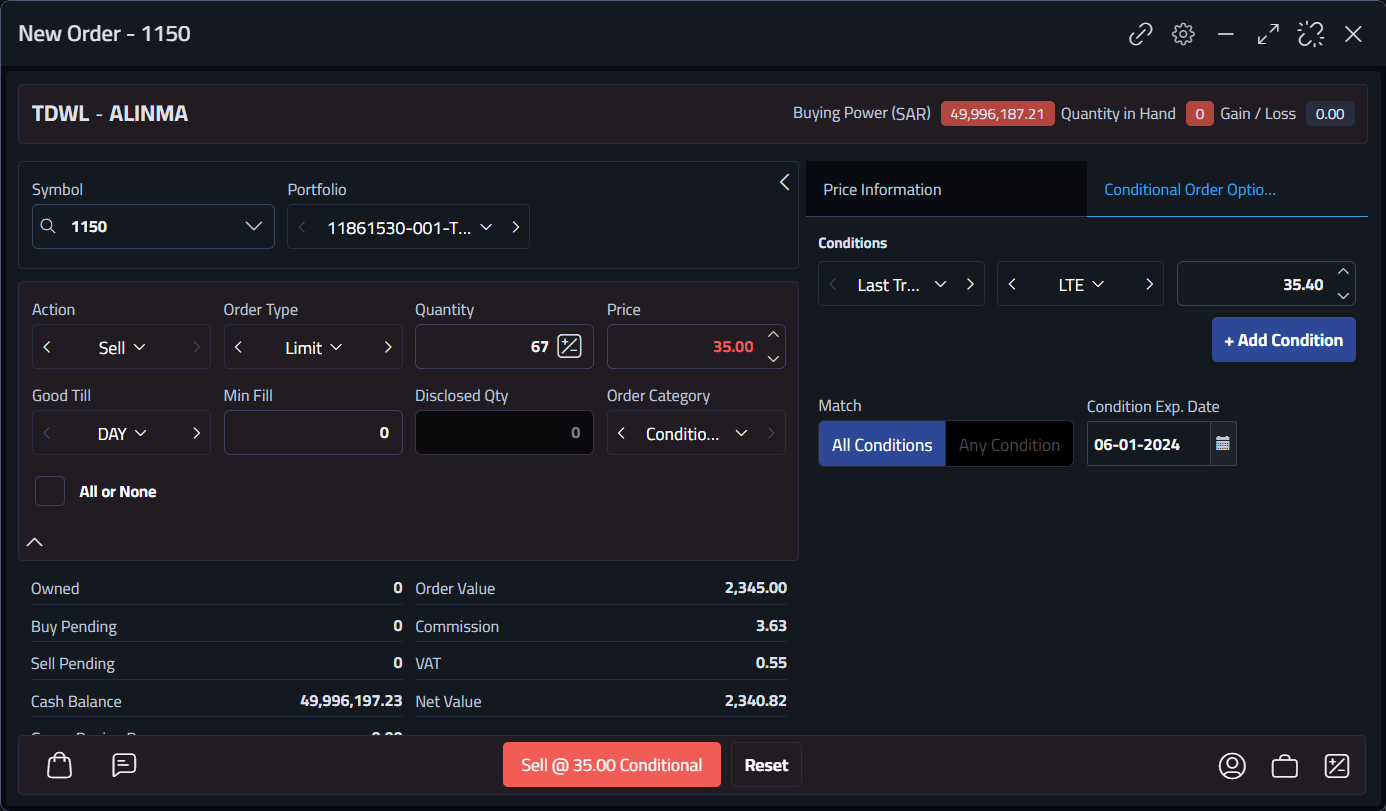 New Order - 1150
TDWL - ALINMA
Buying Power (SAR) 49,996,187.21 Quantity in Hand 0 Gain / Loss 0.00
Symbol Portfolio
1150 11861530-001-T...
Action Order Type Quantity Price
Sell Limit 67 35.00
Good Till Min Fill Disclosed Qty Order Category
DAY 0 0 Conditio...
All or None
Owned 0 Order Value 2,345.00
Buy Pending 0 Commission 3.63
Sell Pending 0 VAT 0.55
Cash Balance 49,996,197.23 Net Value 2,340.82
Price Information Conditional Order Optio...
Conditions
Last Tr... LTE 35.40
+ Add Condition
Match Condition Exp. Date
All Conditions Any Condition 06-01-2024
Sell @ 35.00 Conditional Reset